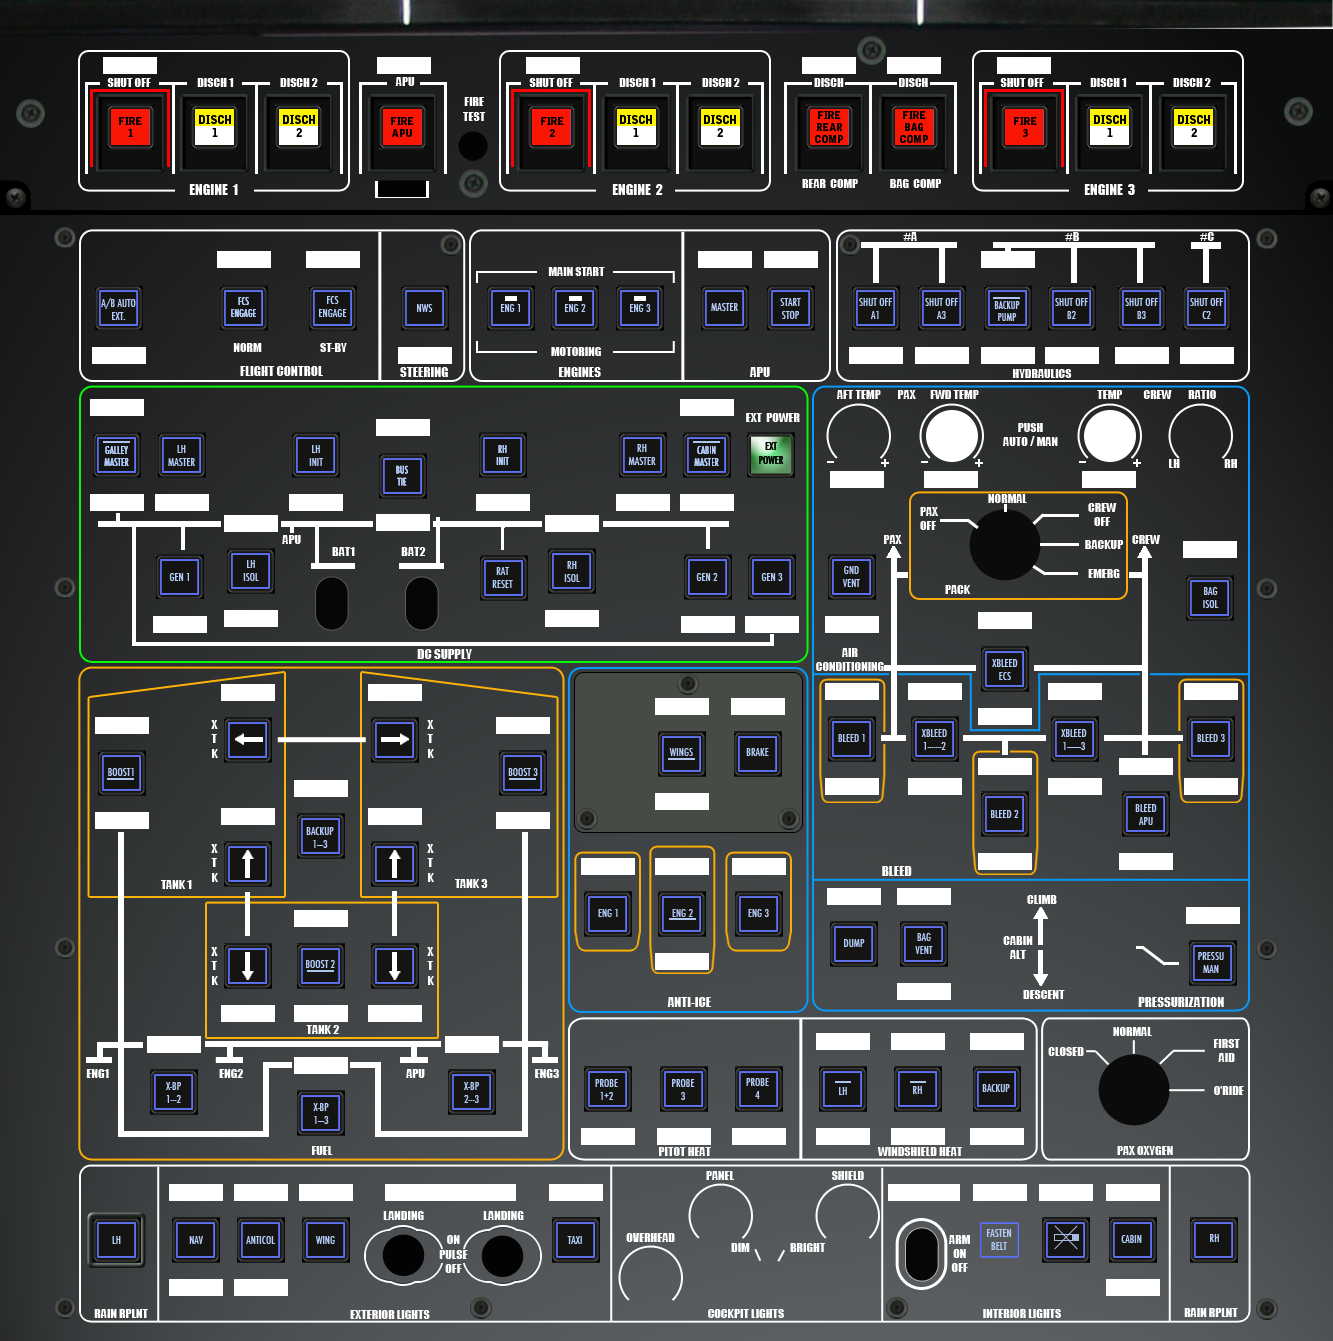 SHUT OFF DISCH 1 DISCH 2
APU
SHUT OFF DISCH 1 DISCH 2
DISCH DISCH
SHUT OFF DISCH 1 DISCH 2
FIRE
1
DISCH
1
DISCH
2
FIRE
APU
FIRE
TEST
FIRE
2
DISCH
1
DISCH
2
FIRE
REAR
COMP
FIRE
BAG
COMP
FIRE
3
DISCH
1
DISCH
2
ENGINE 1
ENGINE 2
REAR COMP BAG COMP
ENGINE 3
A/B AUTO
EXT.
FCS
ENGAGE
NORM
FCS
ENGAGE
ST-BY
FLIGHT CONTROL
NWS
STEERING
MAIN START
ENG 1 ENG 2 ENG 3
MOTORING
ENGINES
MASTER
START
STOP
APU
#A #B #C
SHUT OFF
A1
SHUT OFF
A3
BACKUP
PUMP
SHUT OFF
B2
SHUT OFF
B3
SHUT OFF
C2
HYDRAULICS
GALLEY
MASTER
LH
MASTER
LH
INIT
BUS
TIE
RH
INIT
RH
MASTER
CABIN
MASTER
EXT POWER
EXT
POWER
APU
BAT1 BAT2
GEN 1
LH
ISOL
RAT
RESET
RH
ISOL
GEN 2 GEN 3
DC SUPPLY
AFT TEMP PAX FWD TEMP
TEMP CREW RATIO
PUSH
AUTO / MAN
- + - +
- + LH RH
NORMAL
PAX
OFF
CREW
OFF
BACKUP
EMERG
PACK
PAX CREW
GND
VENT
BAG
ISOL
AIR
CONDITIONING
XBLEED
ECS
BLEED 1
XBLEED
1-----2
XBLEED
1-----3
BLEED 3
BLEED 2
BLEED
APU
BLEED
X
T
K
X
T
K
BOOST1
BOOST 3
BACKUP
1--3
X
T
K
X
T
K
TANK 1 TANK 3
X
T
K
BOOST 2
X
T
K
TANK 2
ENG1 ENG2 APU ENG3
X-BP
1--2
X-BP
1--3
X-BP
2--3
FUEL
WINGS BRAKE
ENG 1 ENG 2 ENG 3
ANTI-ICE
DUMP
BAG
VENT
CLIMB
CABIN
ALT
DESCENT
PRESSU
MAN
PRESSURIZATION
PROBE
1+2
PROBE
3
PROBE
4
PITOT HEAT
LH RH BACKUP
WINDSHIELD HEAT
NORMAL
CLOSED
FIRST
AID
O'RIDE
PAX OXYGEN
LH
RAIN RPLNT
NAV ANTICOL WING
LANDING LANDING
ON
PULSE
OFF
TAXI
EXTERIOR LIGHTS
PANEL SHIELD
OVERHEAD
DIM BRIGHT
COCKPIT LIGHTS
ARM
ON
OFF
FASTEN
BELT
CABIN
INTERIOR LIGHTS
RH
RAIN RPLNT